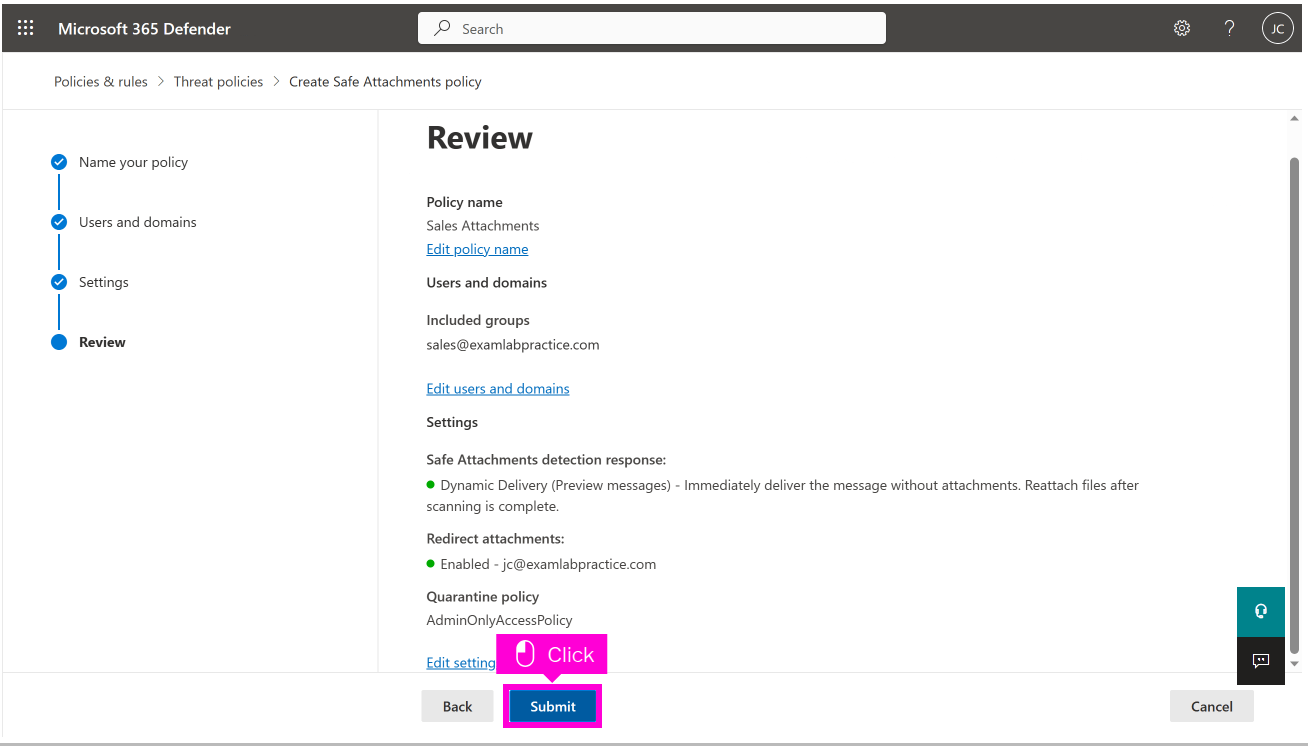 Microsoft 365 Defender
Search
?
JC
Policies & rules > Threat policies > Create Safe Attachments policy
Name your policy
Users and domains
Settings
Review
Review
Policy name
Sales Attachments
Edit policy name
Users and domains
Included groups
sales@examlabpractice.com
Edit users and domains
Settings
Safe Attachments detection response:
Dynamic Delivery (Preview messages) - Immediately deliver the message without attachments. Reattach files after
scanning is complete.
Redirect attachments:
Enabled - jc@examlabpractice.com
Quarantine policy
AdminOnlyAccessPolicy
Edit setting
Click
Back
Submit
Cancel